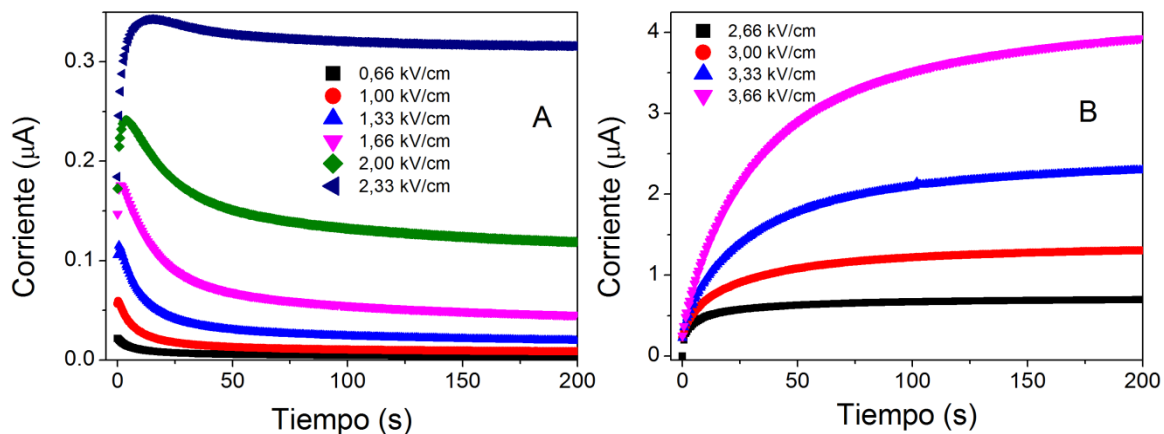 Corriente (μA)
0.3
0.2
0.1
0.0
0,66 kV/cm
1,00 kV/cm
1,33 kV/cm
1,66 kV/cm
2,00 kV/cm
2,33 kV/cm
A
0
50
100
150
200
Tiempo (s)
Corriente (μA)
4
3
2
1
0
2,66 kV/cm
3,00 kV/cm
3,33 kV/cm
3,66 kV/cm
B
0
50
100
150
200
Tiempo (s)